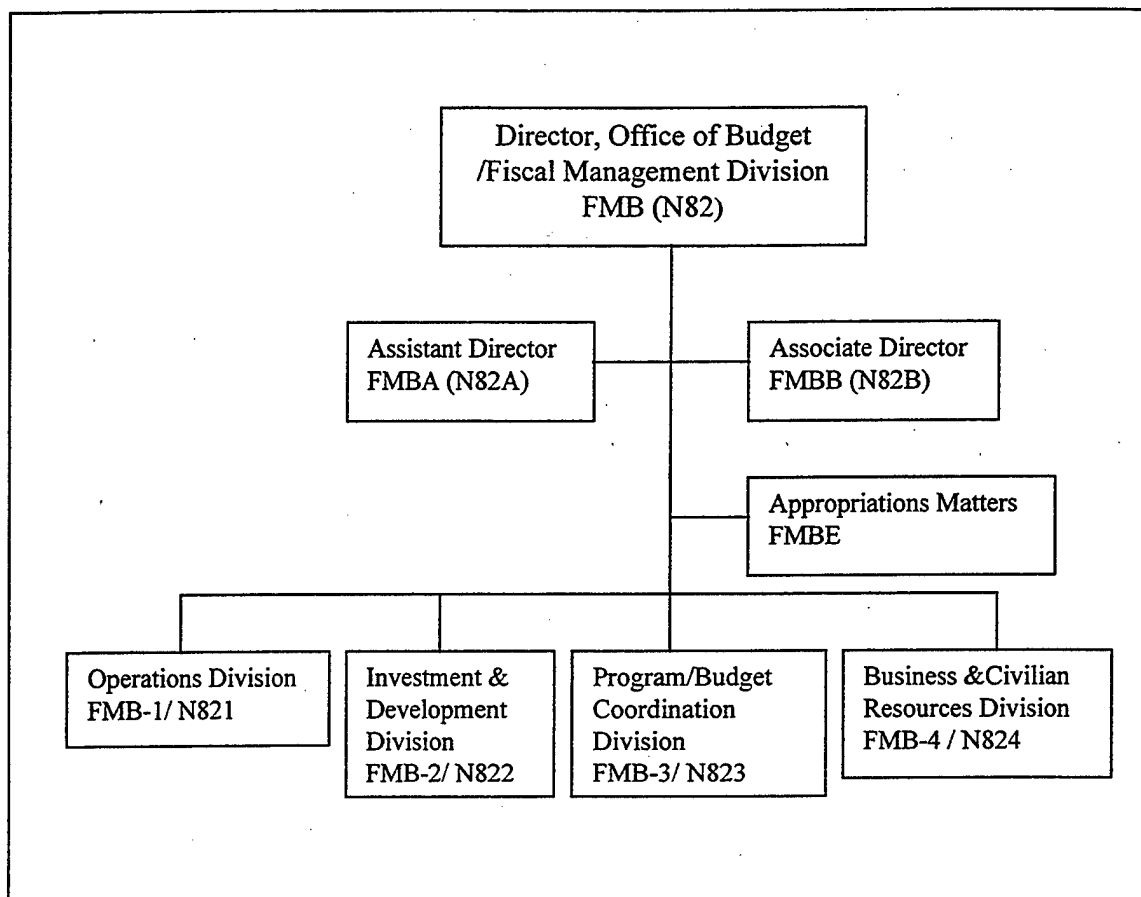 Director, Office of Budget
/Fiscal Management Division
FMB (N82)
Assistant Director
FMBA (N82A)
Associate Director
FMBB (N82B)
Appropriations Matters
FMBE
Operations Division
FMB-1/ N821
Investment &
Development
Division
FMB-2/ N822
Program/Budget
Coordination
Division
FMB-3/ N823
Business &Civilian
Resources Division
FMB-4 / N824